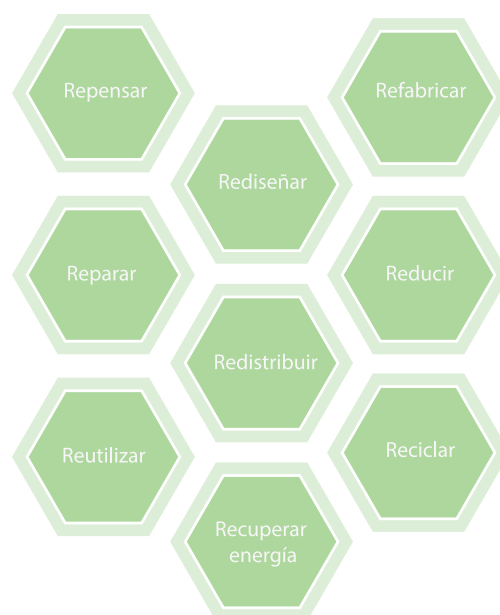 Repensar
Refabricar
Rediseñar
Reparar
Reducir
Redistribuir
Reutilizar
Reciclar
Recuperar
energía